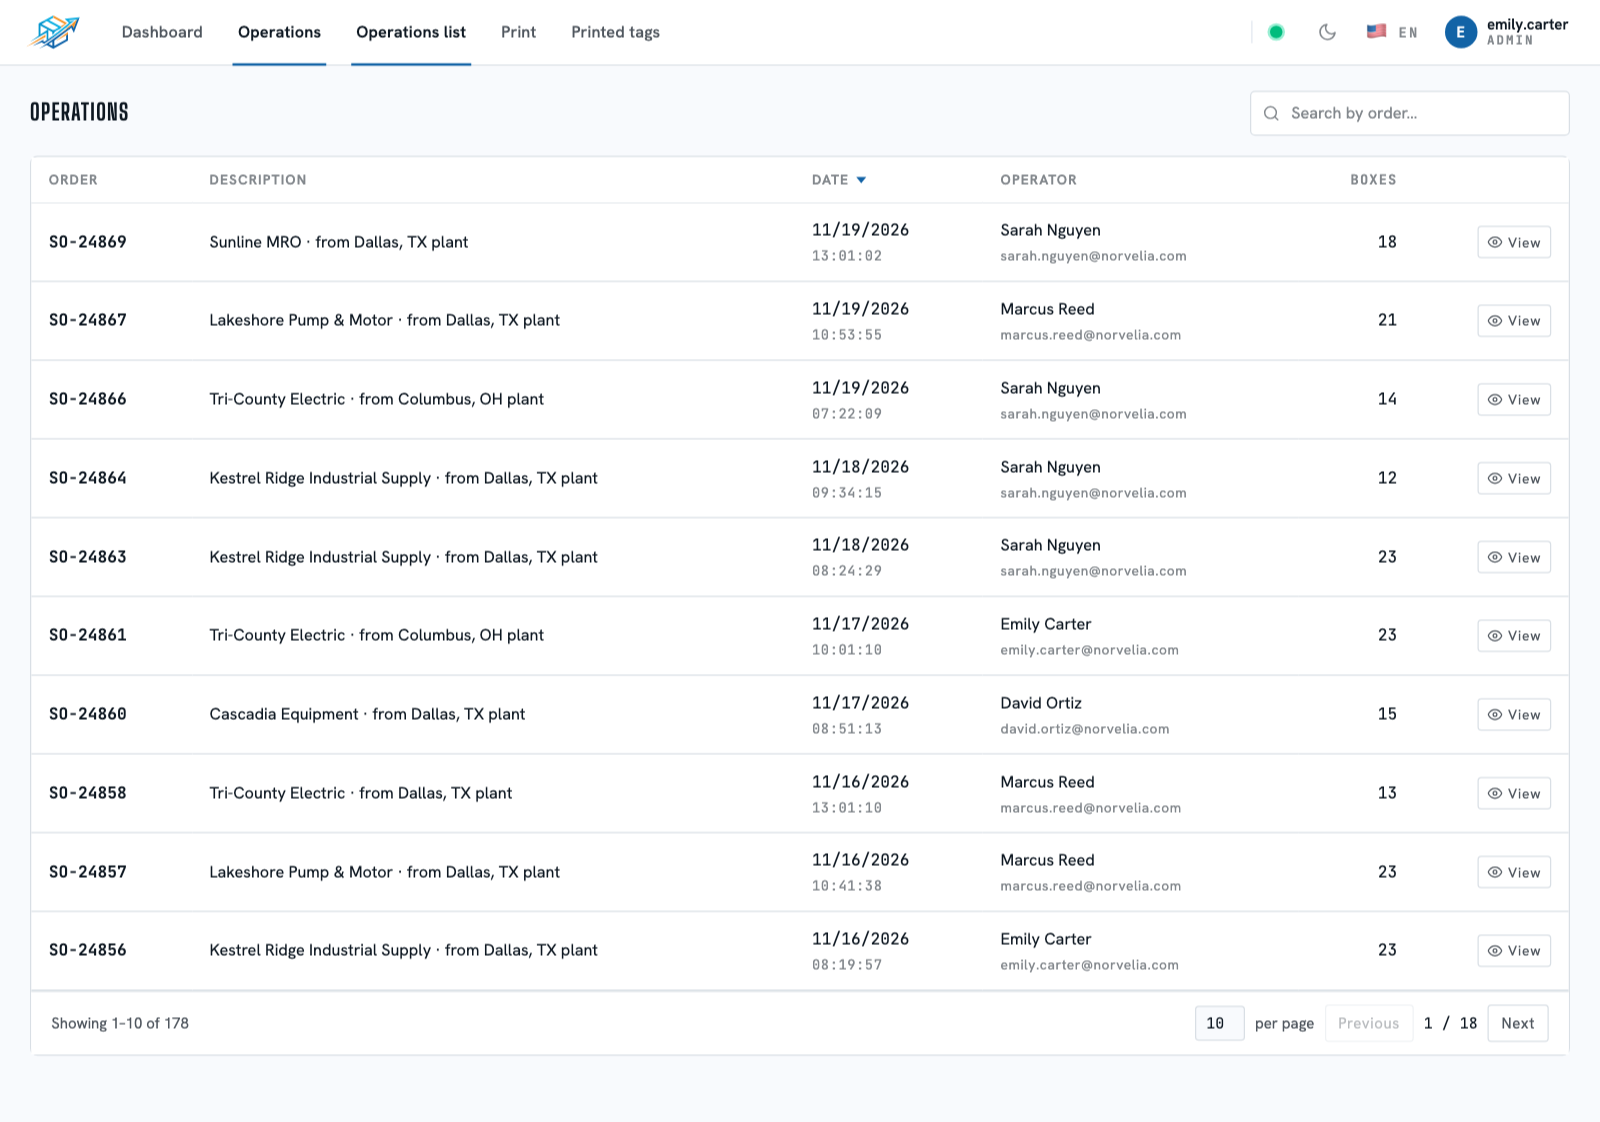 Dashboard Operations Operations list Print Printed tags EN E emily.carter
ADMIN
OPERATIONS
Search by order...
ORDER DESCRIPTION DATE OPERATOR BOXES
SO-24869 Sunline MRO · from Dallas, TX plant 11/19/2026 13:01:02 Sarah Nguyen sarah.nguyen@norvelia.com 18 View
SO-24867 Lakeshore Pump & Motor · from Dallas, TX plant 11/19/2026 10:53:55 Marcus Reed marcus.reed@norvelia.com 21 View
SO-24866 Tri-County Electric · from Columbus, OH plant 11/19/2026 07:22:09 Sarah Nguyen sarah.nguyen@norvelia.com 14 View
SO-24864 Kestrel Ridge Industrial Supply · from Dallas, TX plant 11/18/2026 09:34:15 Sarah Nguyen sarah.nguyen@norvelia.com 12 View
SO-24863 Kestrel Ridge Industrial Supply · from Dallas, TX plant 11/18/2026 08:24:29 Sarah Nguyen sarah.nguyen@norvelia.com 23 View
SO-24861 Tri-County Electric · from Columbus, OH plant 11/17/2026 10:01:10 Emily Carter emily.carter@norvelia.com 23 View
SO-24860 Cascadia Equipment · from Dallas, TX plant 11/17/2026 08:51:13 David Ortiz david.ortiz@norvelia.com 15 View
SO-24858 Tri-County Electric · from Dallas, TX plant 11/16/2026 13:01:10 Marcus Reed marcus.reed@norvelia.com 13 View
SO-24857 Lakeshore Pump & Motor · from Dallas, TX plant 11/16/2026 10:41:38 Marcus Reed marcus.reed@norvelia.com 23 View
SO-24856 Kestrel Ridge Industrial Supply · from Dallas, TX plant 11/16/2026 08:19:57 Emily Carter emily.carter@norvelia.com 23 View
Showing 1-10 of 178 10 per page Previous 1 / 18 Next